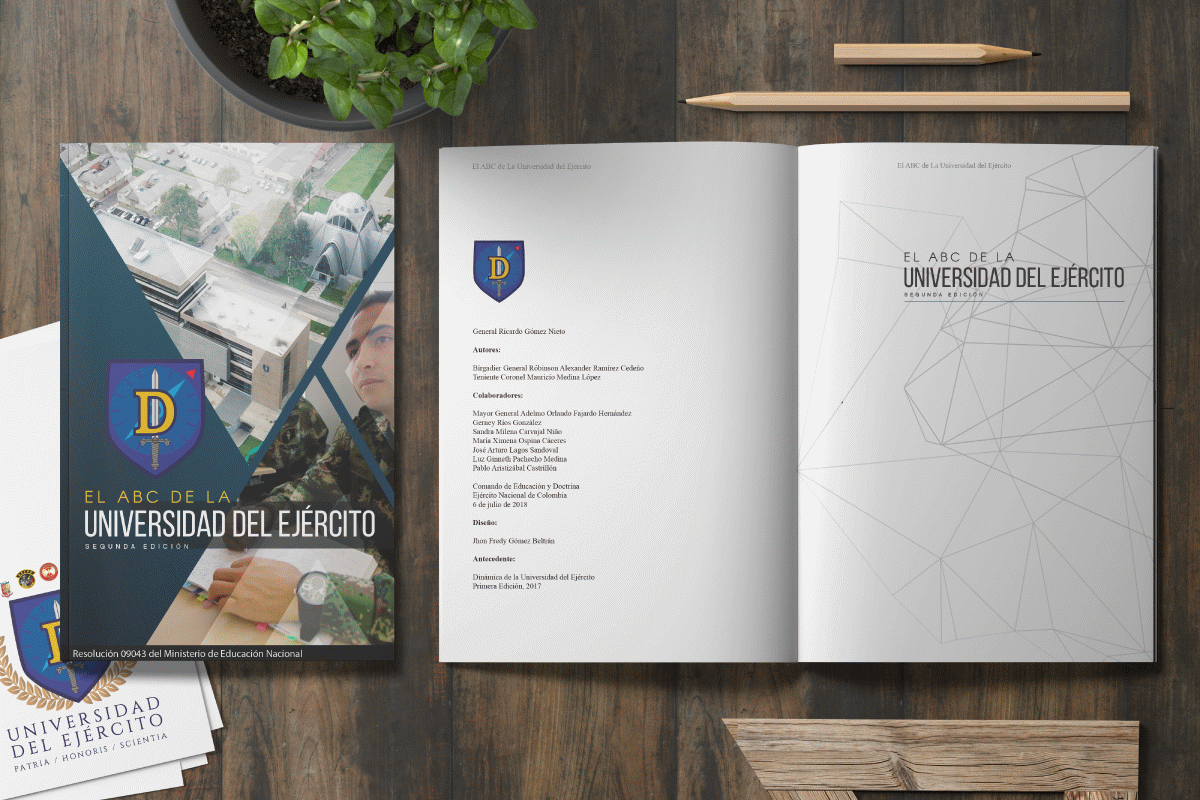 D
EL ABC DE LA
UNIVERSIDAD DEL EJÉRCITO
SEGUNDA EDICIÓN
Resolución 09043 del Ministerio de Educación Nacional
D
UNIVERSIDAD
DEL EJÉRCITO
PATRIA / HONORIS / SCIENTIA
El ABC de La Universidad del Ejército
D
General Ricardo Gómez Nieto
Autores:
Birgadier General Róbinson Alexander Ramírez Cedeño
Teniente Coronel Mauricio Medina López
Colaboradores:
Mayor General Adelmo Orlando Fajardo Hernández
Gerney Ríos González
Sandra Milena Carvajal Niño
María Ximena Ospina Cáceres
José Arturo Lagos Sandoval
Luz Ginneth Pachecho Medina
Pablo Aristizábal Castrillón
Comando de Educación y Doctrina
Ejército Nacional de Colombia
6 de julio de 2018
Diseño:
Jhon Fredy Gómez Beltrán
Antecedente:
Dinámica de la Universidad del Ejército
Primera Edición, 2017
El ABC de La Universidad del Ejército
EL ABC DE LA
UNIVERSIDAD DEL EJÉRCITO
SEGUNDA EDICIÓN